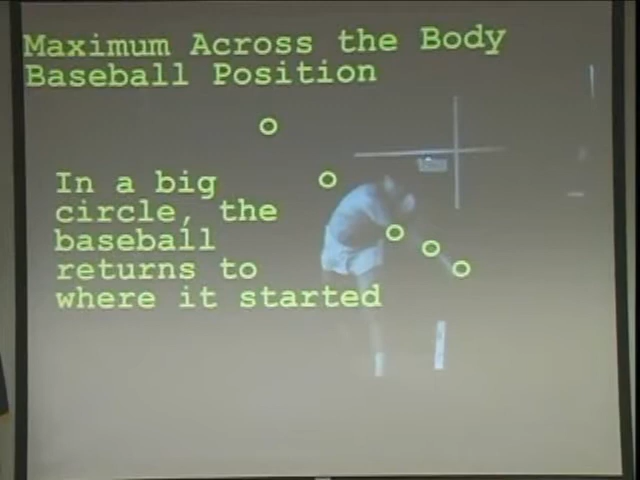 Maximum Across the Body
Baseball Position
In a big
circle, the
baseball
returns to
where it started